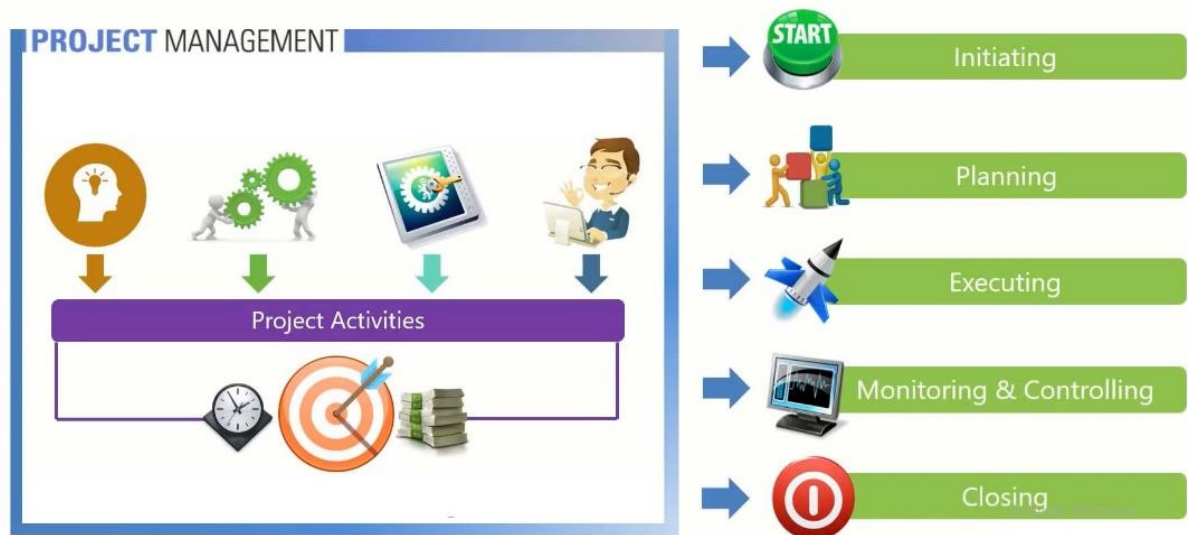 PROJECT MANAGEMENT
Project Activities
START
Initiating
Planning
Executing
Monitoring & Controlling
Closing